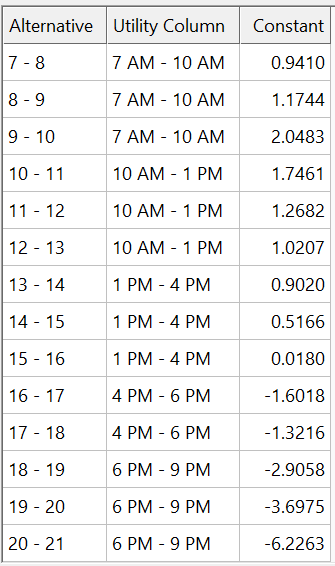 Alternative Utility Column Constant
7 - 8 7 AM - 10 AM 0.9410
8 - 9 7 AM - 10 AM 1.1744
9 - 10 7 AM - 10 AM 2.0483
10 - 11 10 AM - 1 PM 1.7461
11 - 12 10 AM - 1 PM 1.2682
12 - 13 10 AM - 1 PM 1.0207
13 - 14 1 PM - 4 PM 0.9020
14 - 15 1 PM - 4 PM 0.5166
15 - 16 1 PM - 4 PM 0.0180
16 - 17 4 PM - 6 PM -1.6018
17 - 18 4 PM - 6 PM -1.3216
18 - 19 6 PM - 9 PM -2.9058
19 - 20 6 PM - 9 PM -3.6975
20 - 21 6 PM - 9 PM -6.2263